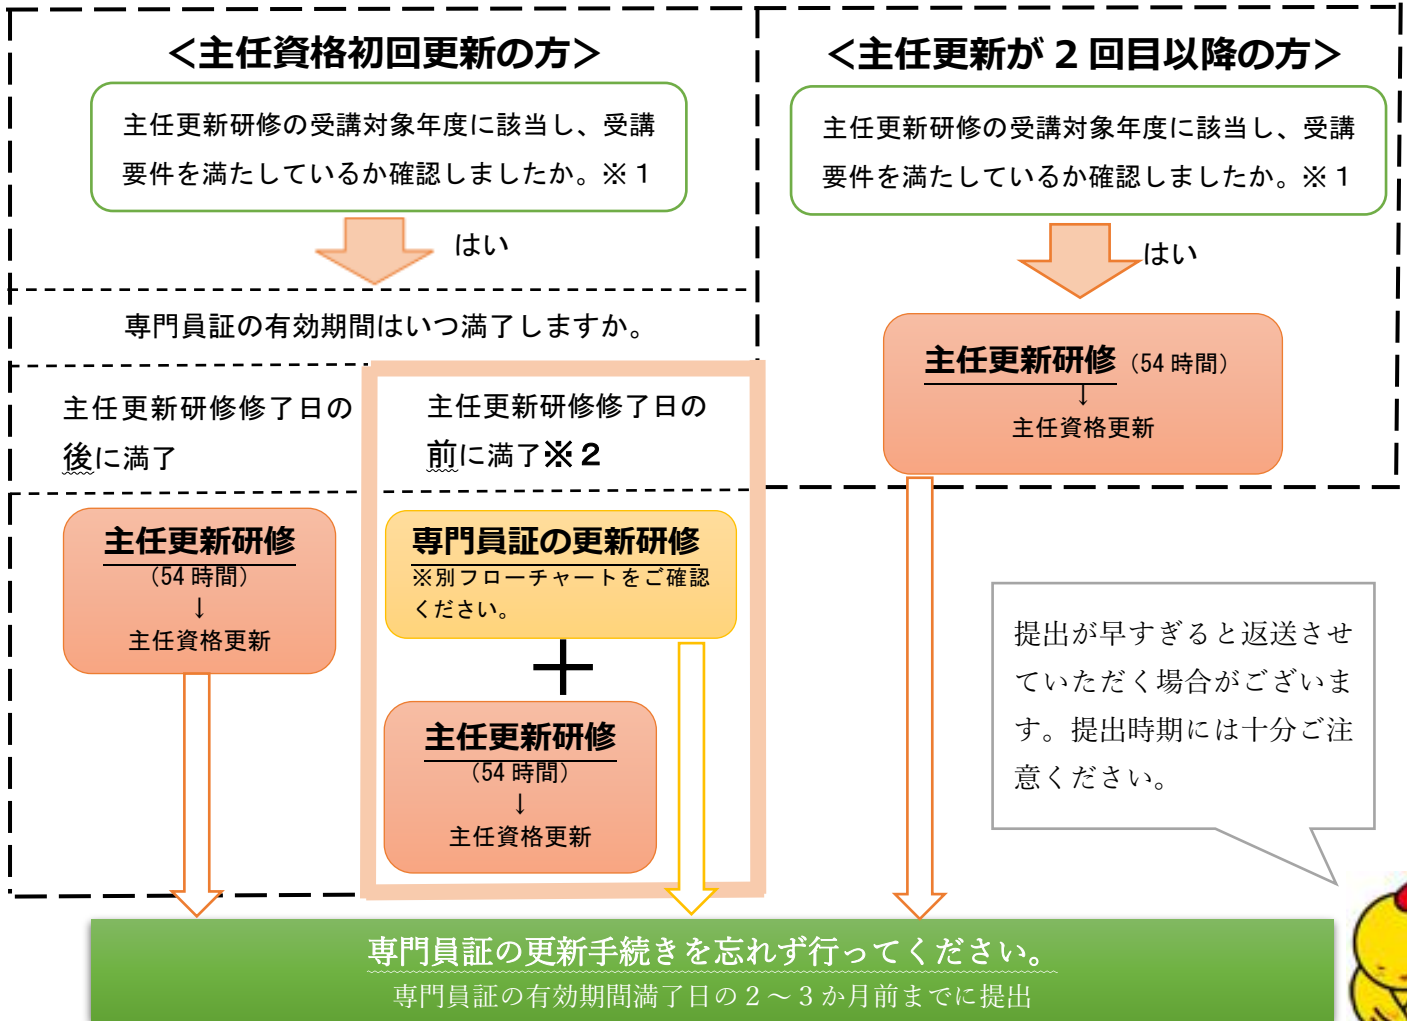 ＜主任資格初回更新の方＞
主任更新研修の受講対象年度に該当し、受講
要件を満たしているか確認しましたか。※１
はい
専門員証の有効期間はいつ満了しますか。
主任更新研修修了日の
後に満了
主任更新研修
（54 時間）
↓
主任資格更新
主任更新研修修了日の
前に満了※２
専門員証の更新研修
※別フローチャートをご確認
ください。
＋
主任更新研修
（54 時間）
↓
主任資格更新
＜主任更新が 2 回目以降の方＞
主任更新研修の受講対象年度に該当し、受講
要件を満たしているか確認しましたか。※１
はい
主任更新研修（54 時間）
↓
主任資格更新
提出が早すぎると返送させ
ていただく場合がございま
す。提出時期には十分ご注
意ください。
専門員証の更新手続きを忘れず行ってください。
専門員証の有効期間満了日の２～３か月前までに提出